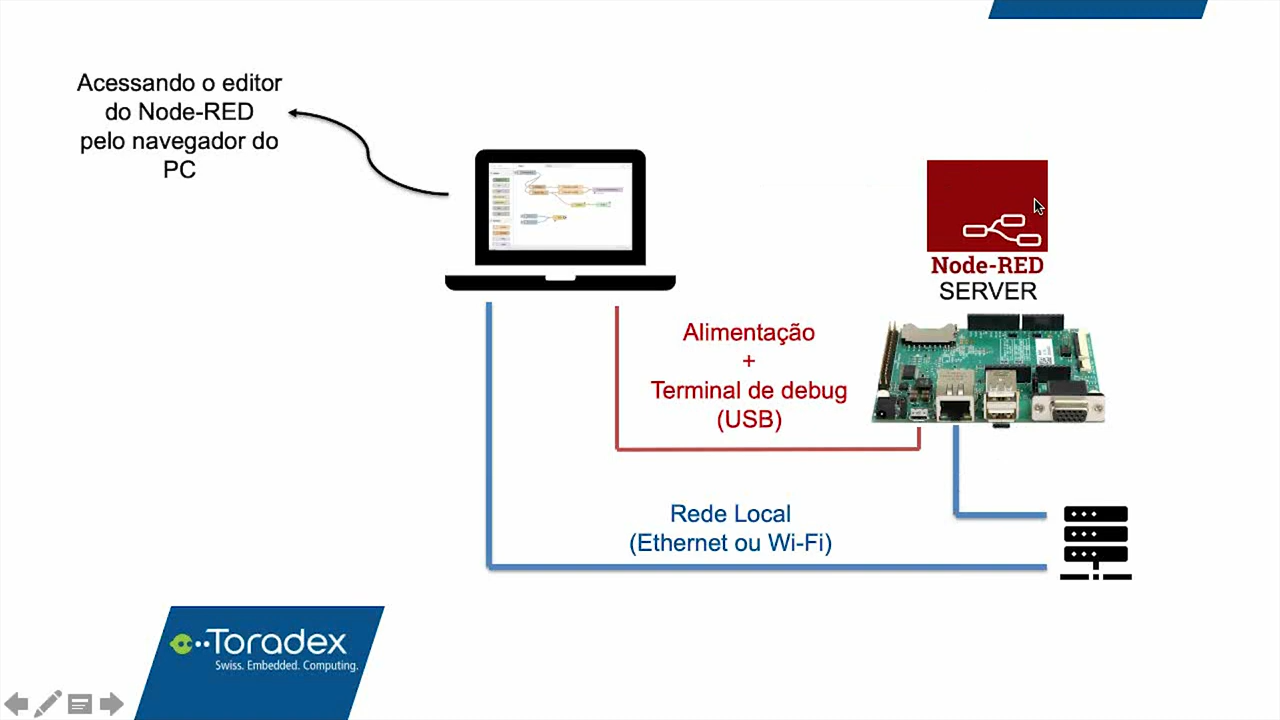 Acessando o editor
do Node-RED
pelo navegador do
PC
Node-RED
SERVER
Alimentação
+
Terminal de debug
(USB)
Rede Local
(Ethernet ou Wi-Fi)
Toradex
Swiss. Embedded. Computing.